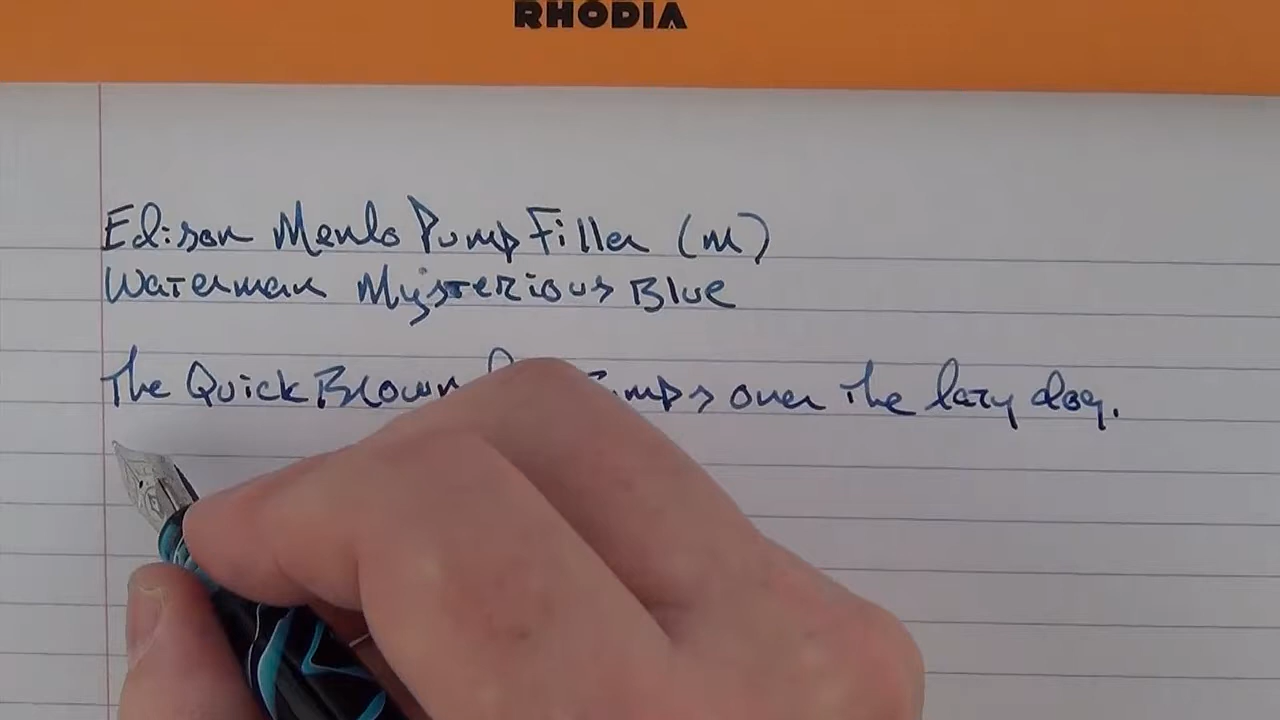 RHODIA
Edison Menlo Pump Filler (M)
Waterman Mysterious Blue
The Quick Brown over The lazy dog.